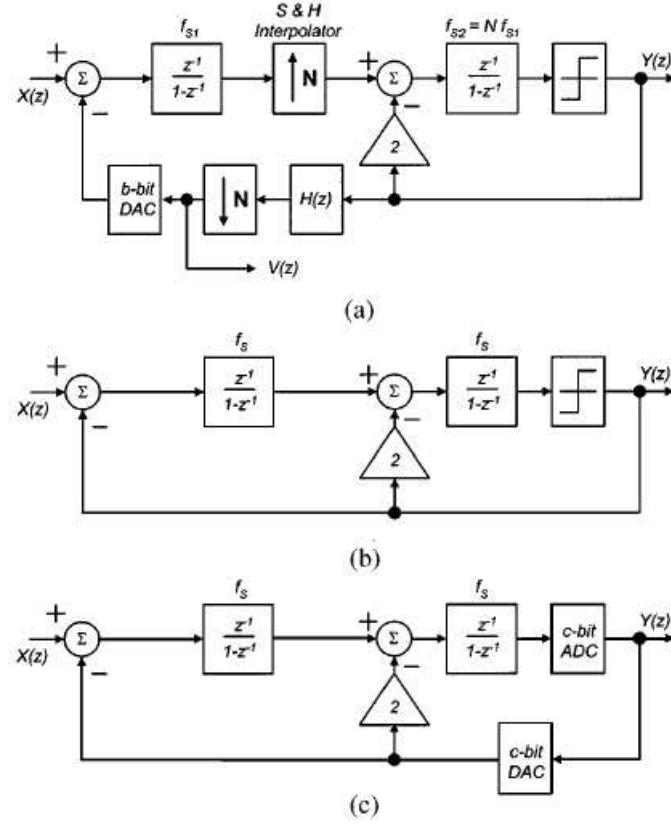 f_S1
S & H
Interpolator
f_S2 = N f_S1
+
X(z)
Σ
−
z⁻¹
1-z⁻¹
↑ N
+
Σ
−
z⁻¹
1-z⁻¹
Y(z)
2
b-bit
DAC
↓ N
H(z)
V(z)
(a)
f_S
f_S
+
X(z)
Σ
−
z⁻¹
1-z⁻¹
+
Σ
−
z⁻¹
1-z⁻¹
Y(z)
2
(b)
f_S
f_S
+
X(z)
Σ
−
z⁻¹
1-z⁻¹
+
Σ
−
z⁻¹
1-z⁻¹
c-bit
ADC
Y(z)
2
c-bit
DAC
(c)